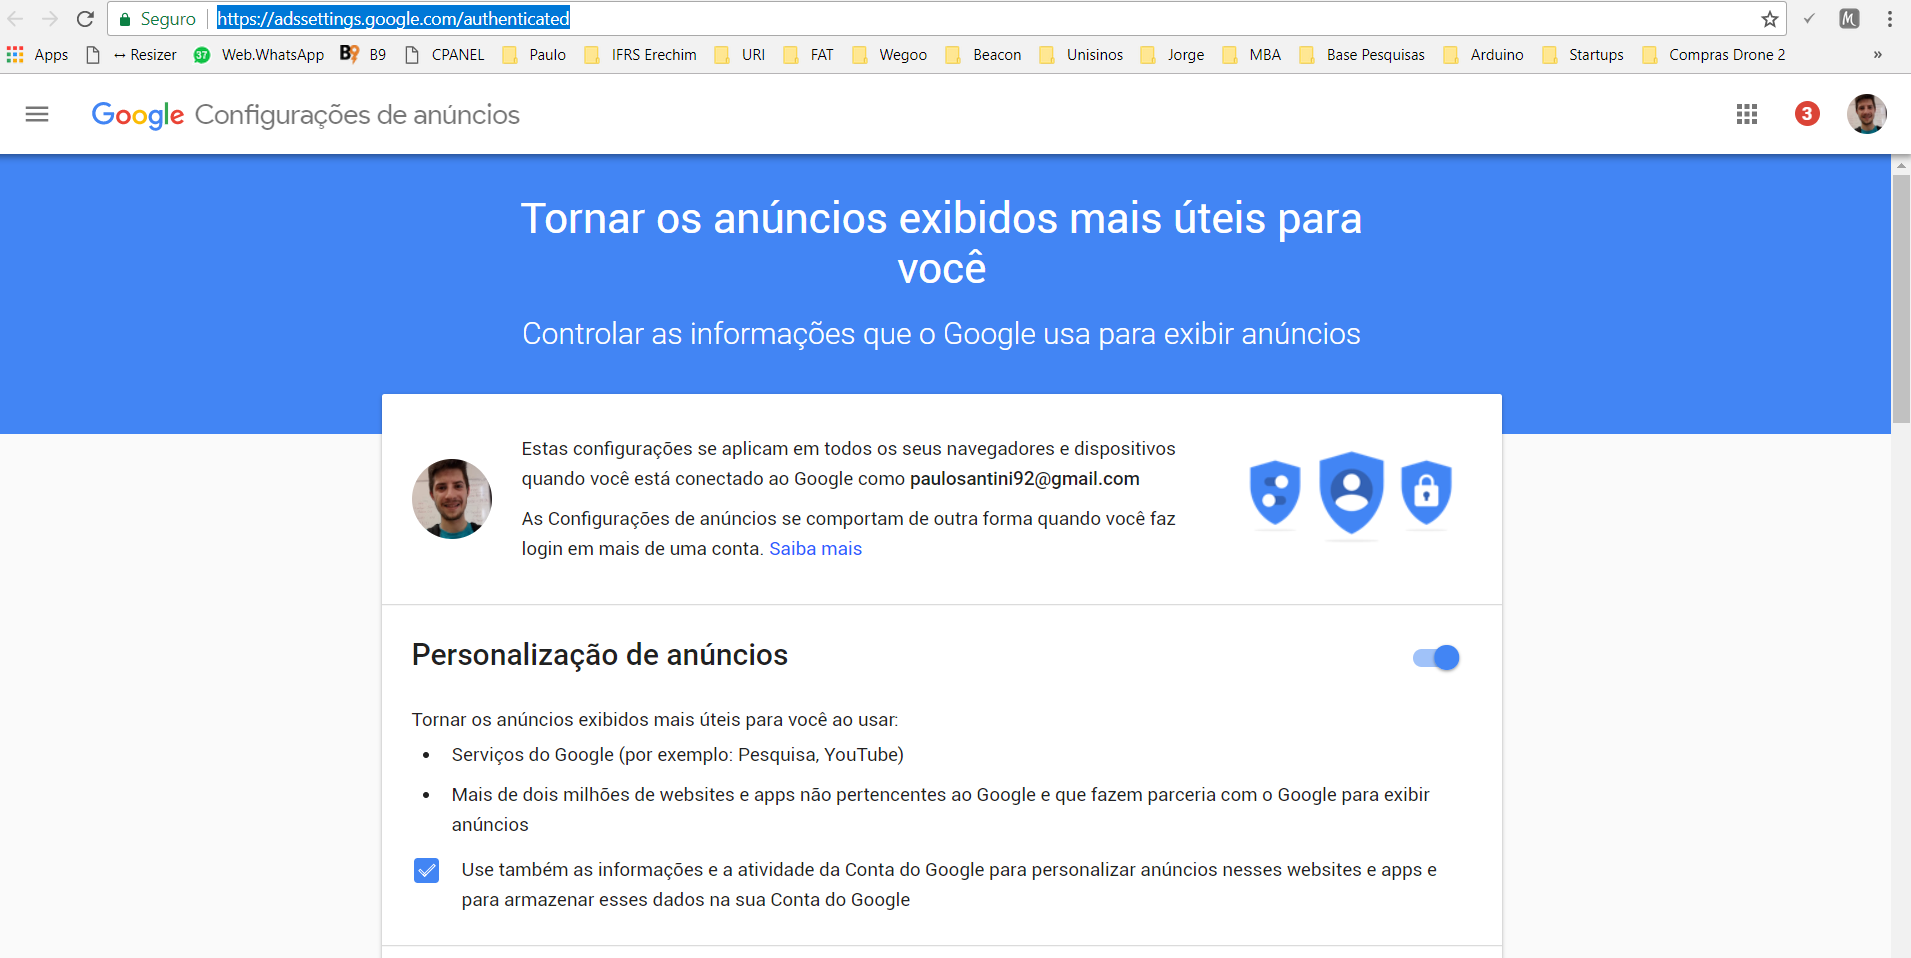 Seguro | https://adssettings.google.com/authenticated
M
Apps ↔ Resizer 37 Web.WhatsApp B9 B9 CPANEL Paulo IFRS Erechim URI FAT Wegoo Beacon Unisinos Jorge MBA Base Pesquisas Arduino Startups Compras Drone 2 »
Google Configurações de anúncios
3
Tornar os anúncios exibidos mais úteis para
você
Controlar as informações que o Google usa para exibir anúncios
Estas configurações se aplicam em todos os seus navegadores e dispositivos
quando você está conectado ao Google como paulosantini92@gmail.com
As Configurações de anúncios se comportam de outra forma quando você faz
login em mais de uma conta. Saiba mais
Personalização de anúncios
Tornar os anúncios exibidos mais úteis para você ao usar:
• Serviços do Google (por exemplo: Pesquisa, YouTube)
• Mais de dois milhões de websites e apps não pertencentes ao Google e que fazem parceria com o Google para exibir
anúncios
Use também as informações e a atividade da Conta do Google para personalizar anúncios nesses websites e apps e
para armazenar esses dados na sua Conta do Google